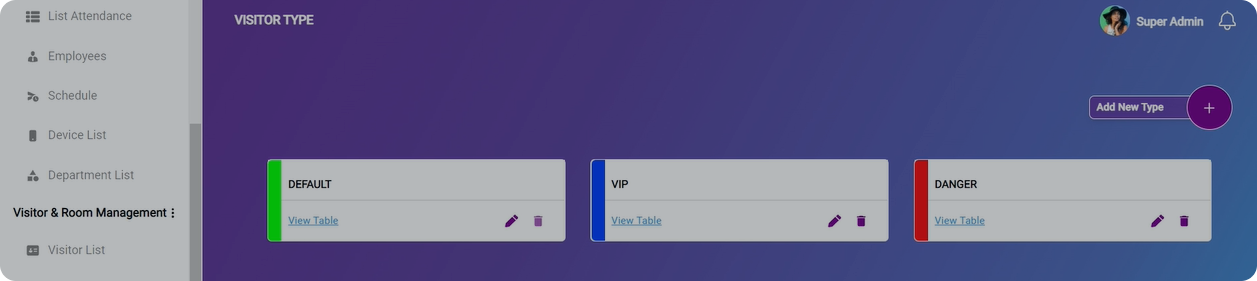 List Attendance
Employees
Schedule
Device List
Department List
Visitor & Room Management
Visitor List
VISITOR TYPE
Super Admin
Add New Type
DEFAULT
View Table
VIP
View Table
DANGER
View Table